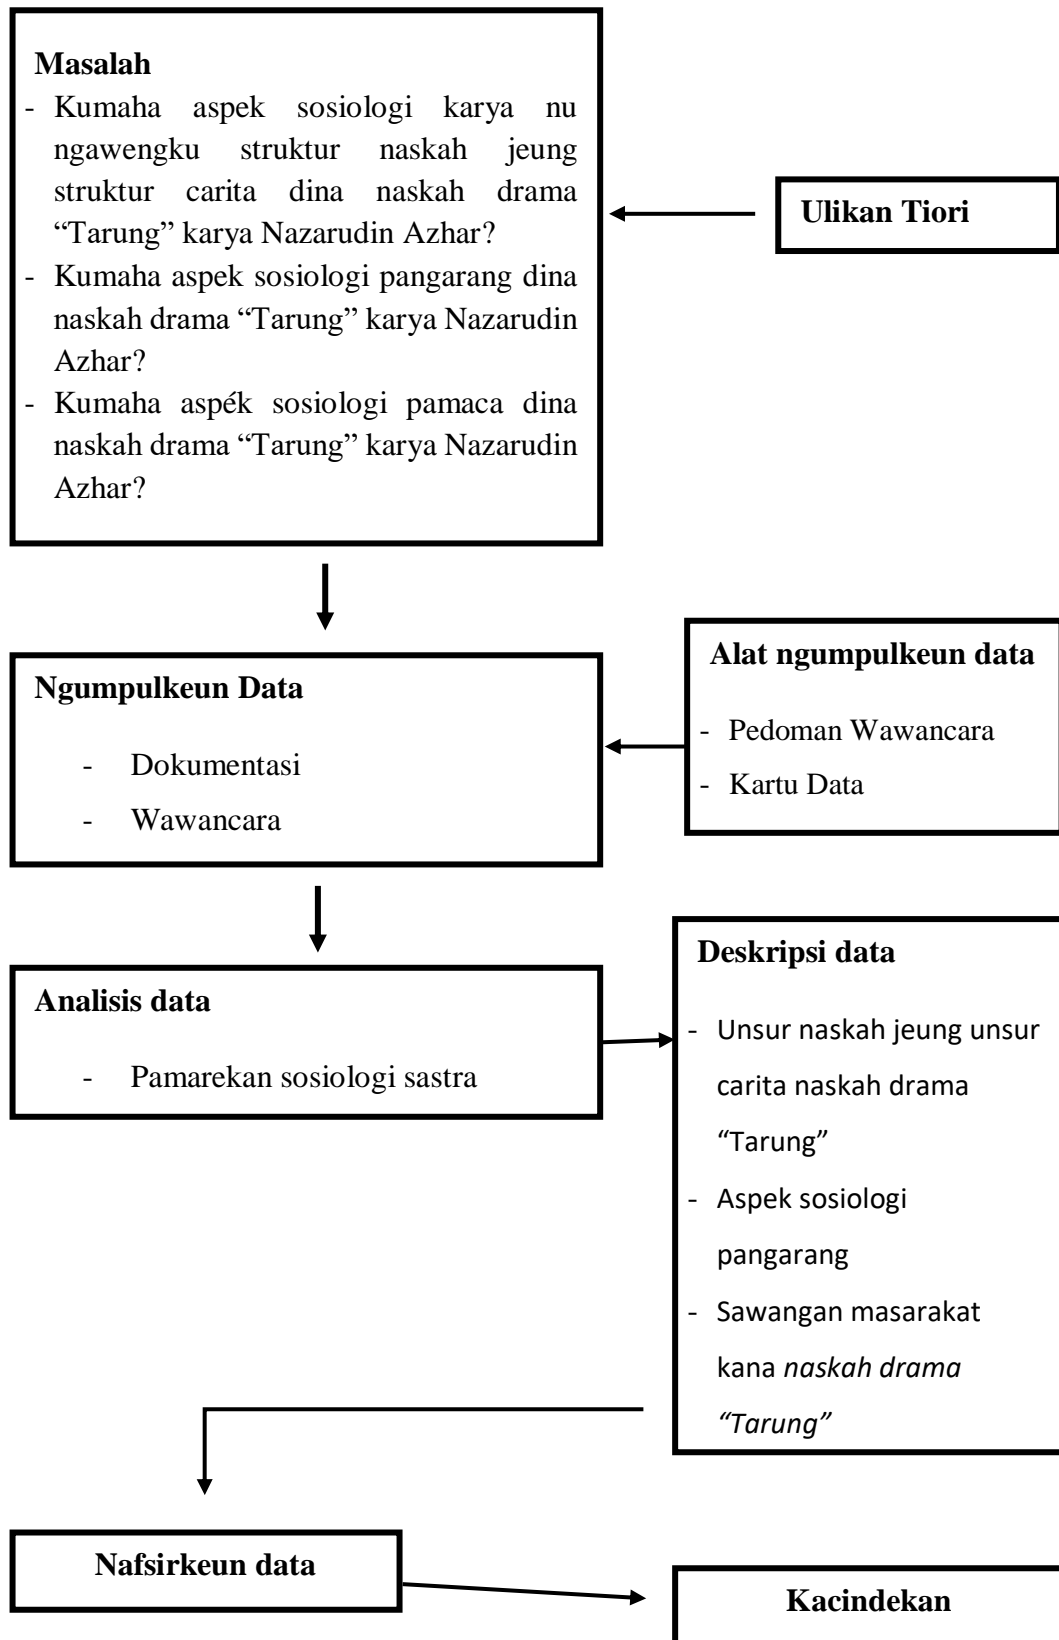 Masalah
- Kumaha aspek sosiologi karya nu
ngawengku struktur naskah jeung
struktur carita dina naskah drama
“Tarung” karya Nazarudin Azhar?
- Kumaha aspek sosiologi pangarang dina
naskah drama “Tarung” karya Nazarudin
Azhar?
- Kumaha aspék sosiologi pamaca dina
naskah drama “Tarung” karya Nazarudin
Azhar?
Ulikan Tiori
Ngumpulkeun Data
- Dokumentasi
- Wawancara
Alat ngumpulkeun data
- Pedoman Wawancara
- Kartu Data
Analisis data
- Pamarekan sosiologi sastra
Deskripsi data
- Unsur naskah jeung unsur
carita naskah drama
“Tarung”
- Aspek sosiologi
pangarang
- Sawangan masarakat
kana naskah drama
“Tarung”
Nafsirkeun data
Kacindekan